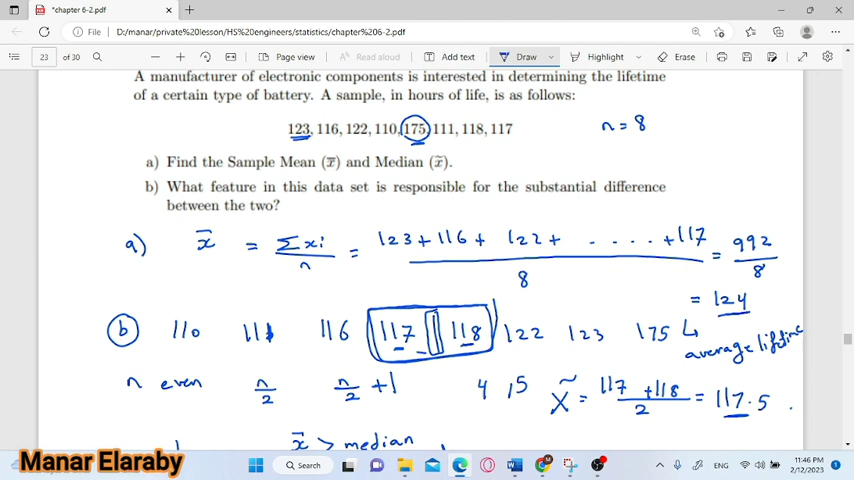 *chapter 6-2.pdf
File D:/manar/private%20lesson/HS%20engineers/statistics/chapter%206-2.pdf
23 of 30 Page view Read aloud Add text Draw Highlight Erase
A manufacturer of electronic components is interested in determining the lifetime
of a certain type of battery. A sample, in hours of life, is as follows:
123, 116, 122, 110, 175, 111, 118, 117 n = 8
a) Find the Sample Mean (x̅) and Median (x̃).
b) What feature in this data set is responsible for the substantial difference
between the two?
a) x̅ = Σxi/n = 123+116+ 122+ ..... +117 / 8 = 992/8
= 124
b 110 111 116 117 118 122 123 175 ↳
average lifetime
n even n/2 n/2 +1 4,5 x̃ = 117+118/2 = 117.5 .
x̅ > median
Manar Elaraby
Search ENG 11:46 PM
2/12/2023